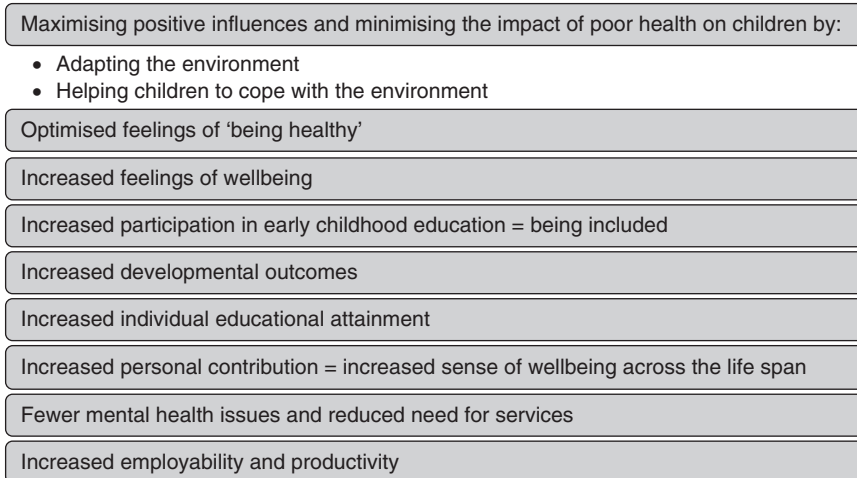 Maximising positive influences and minimising the impact of poor health on children by:
• Adapting the environment
• Helping children to cope with the environment
Optimised feelings of ‘being healthy’
Increased feelings of wellbeing
Increased participation in early childhood education = being included
Increased developmental outcomes
Increased individual educational attainment
Increased personal contribution = increased sense of wellbeing across the life span
Fewer mental health issues and reduced need for services
Increased employability and productivity